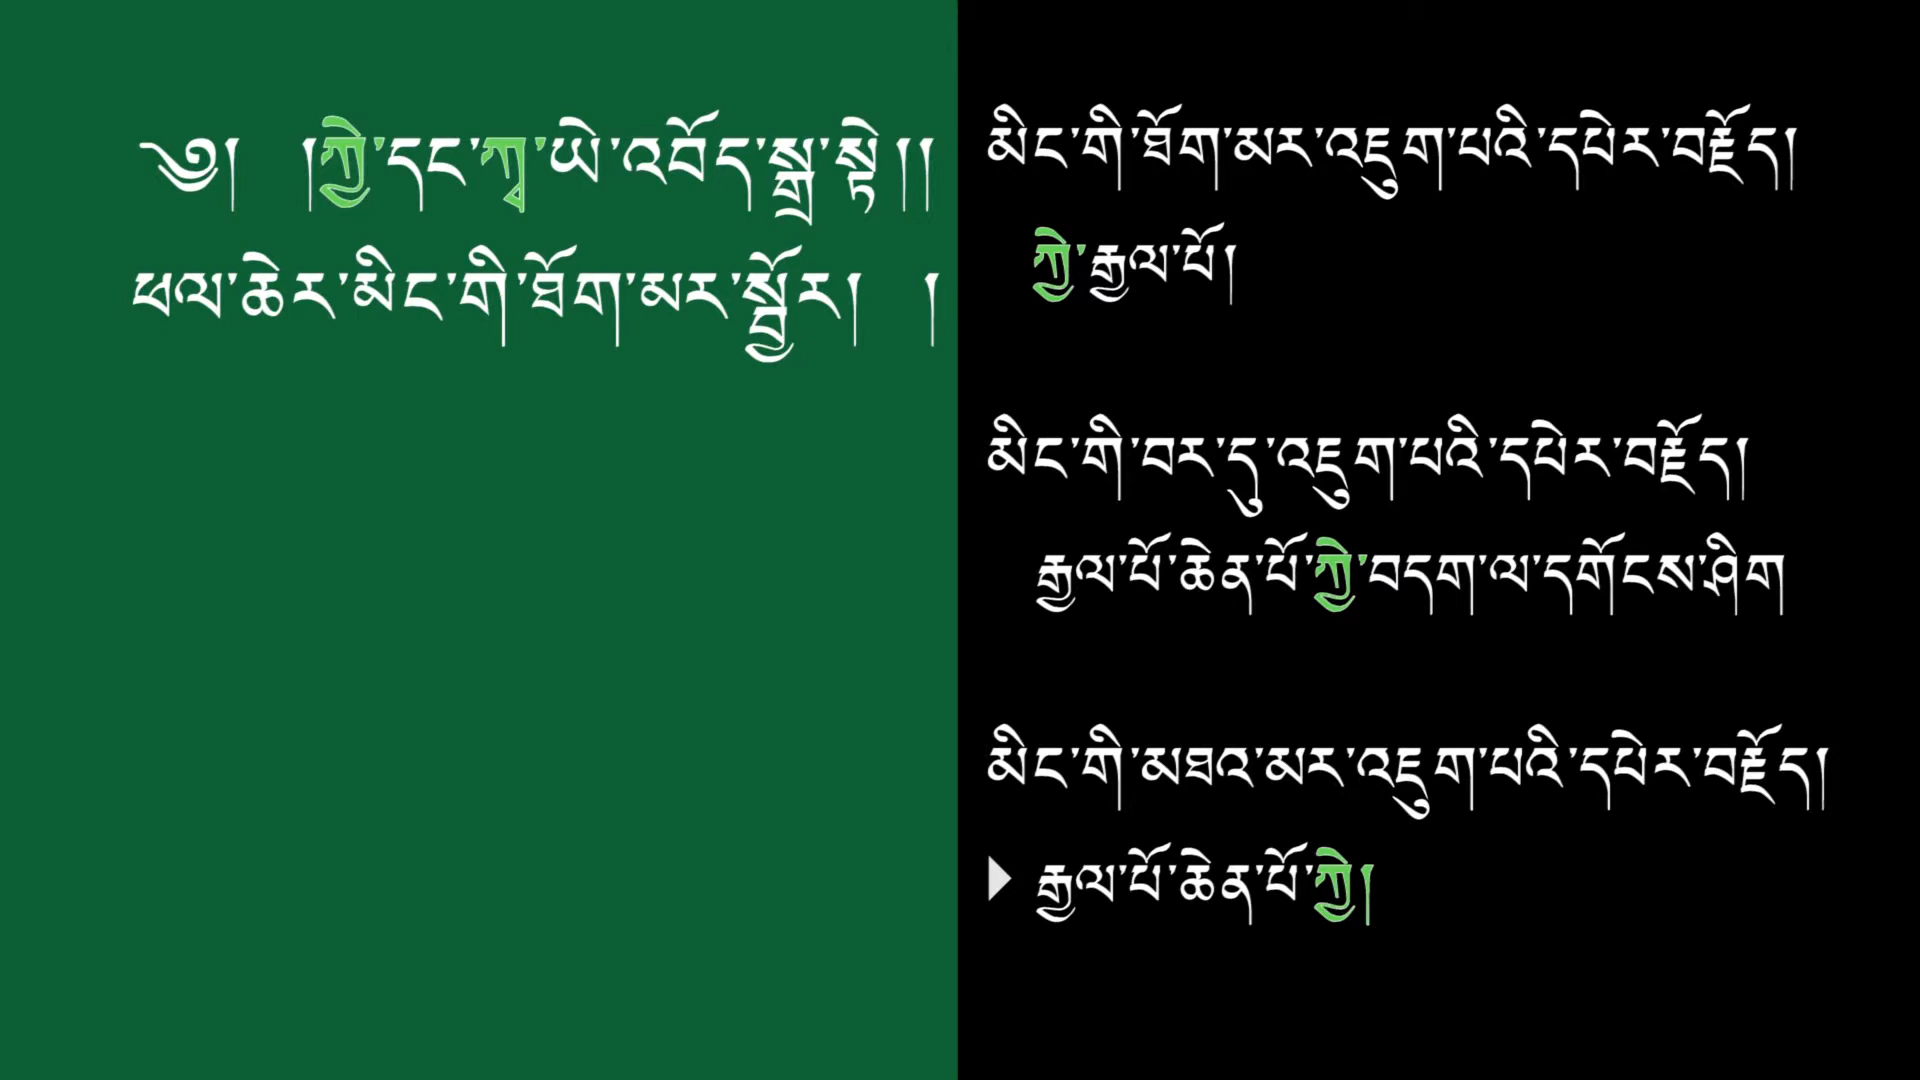 ༄། །ཀྱེ་དང་ཀྭ་ཡེ་འབོད་སྒྲ་སྟེ།།
ཕལ་ཆེར་མིང་གི་ཐོག་མར་སྦྱོར། །
མིང་གི་ཐོག་མར་འཇུག་པའི་དཔེར་བརྗོད།
ཀྱེ་རྒྱལ་པོ།
མིང་གི་བར་དུ་འཇུག་པའི་དཔེར་བརྗོད།
རྒྱལ་པོ་ཆེན་པོ་ཀྱེ་བདག་ལ་དགོངས་ཤིག
མིང་གི་མཐའ་མར་འཇུག་པའི་དཔེར་བརྗོད།
རྒྱལ་པོ་ཆེན་པོ་ཀྱེ།